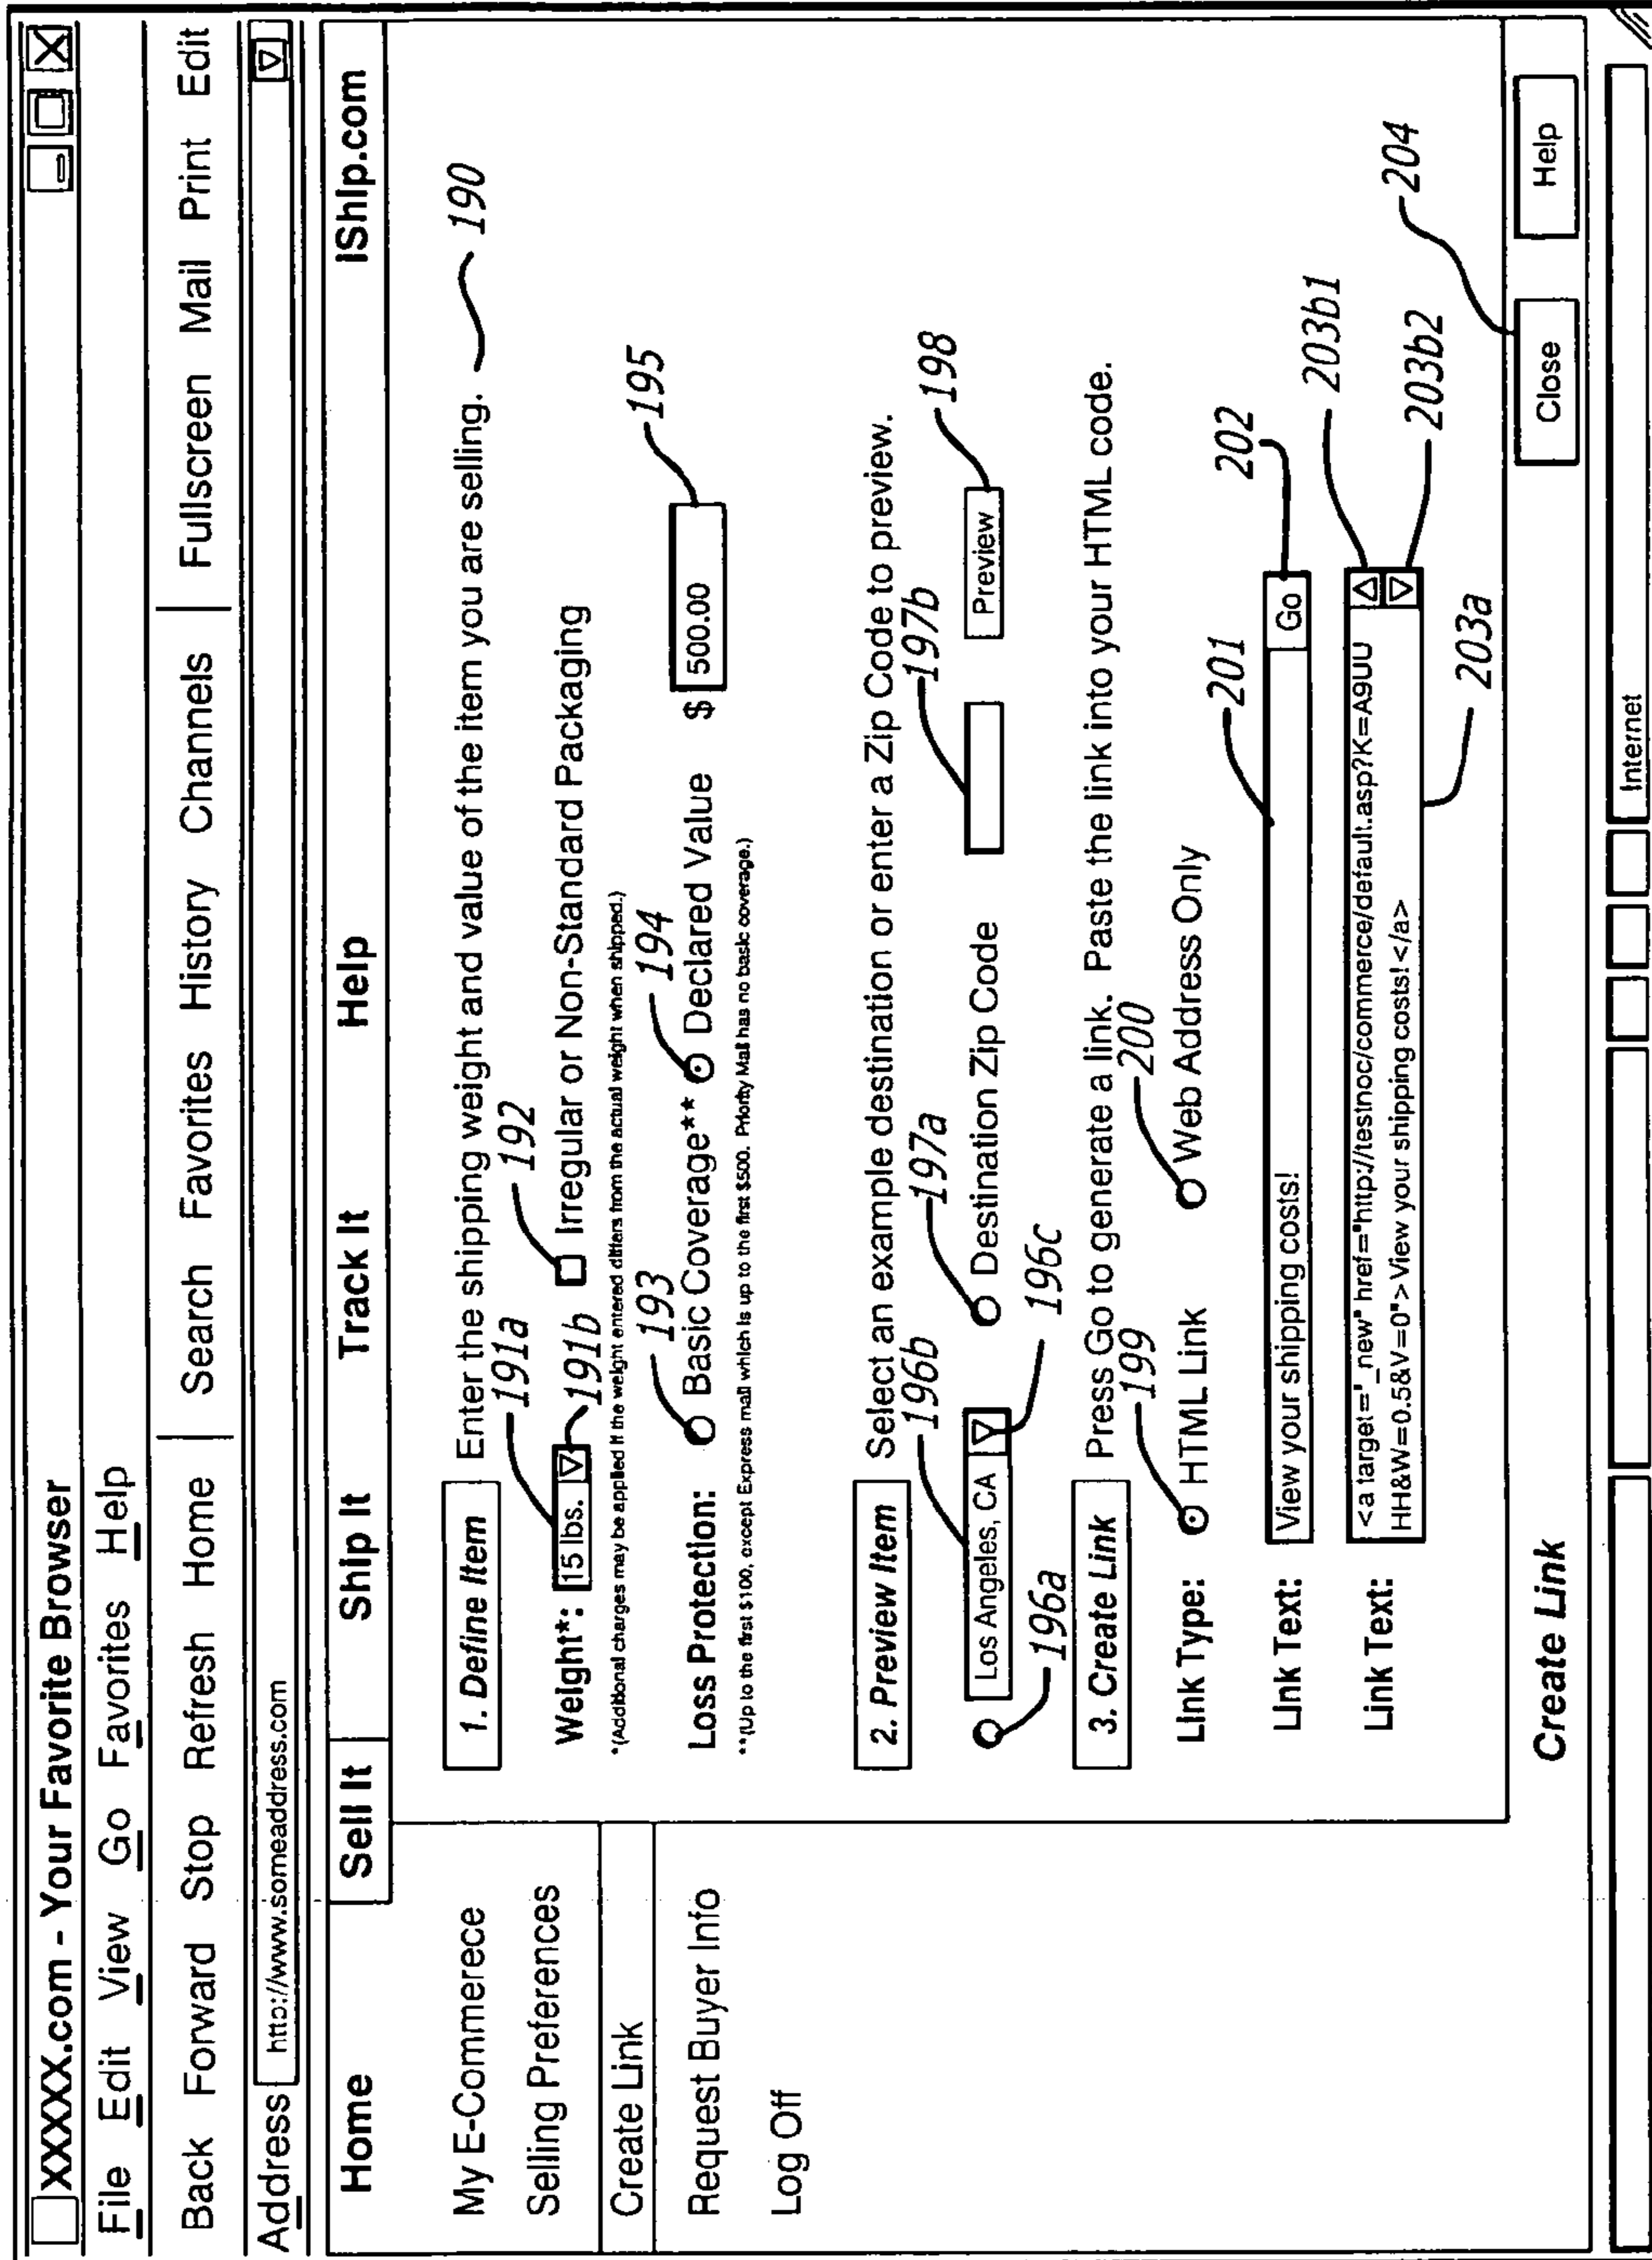 XXXXX.com - Your Favorite Browser
File Edit View Go Favorites Help
Back Forward Stop Refresh Home Search Favorites History Channels Fullscreen Mail Print Edit
Address http://www.someaddress.com
Home Sell It Ship It Track It Help iShip.com
My E-Commerece
Selling Preferences
Create Link
Request Buyer Info
Log Off
1. Define Item Enter the shipping weight and value of the item you are selling. 190
191a 192
Weight*: 15 lbs. 191b Irregular or Non-Standard Packaging
*(Additional charges may be applied if the weight entered differs from the actual weight when shipped.)
193 194 195
Loss Protection: Basic Coverage** Declared Value $ 500.00
**(Up to the first $100, except Express mail which is up to the first $500. Priority Mail has no basic coverage.)
2. Preview Item Select an example destination or enter a Zip Code to preview.
196b 197a 197b 198
Los Angeles, CA Destination Zip Code Preview
196a 196c
3. Create Link Press Go to generate a link. Paste the link into your HTML code.
199 200
Link Type: HTML Link Web Address Only
201 202
Link Text: View your shipping costs! Go
203b1
Link Text: <a target="_new" href="http://testnoc/commerce/default.asp?K=A9UU
HH&W=0.5&V=0">View your shipping costs!</a>
203b2
203a 204
Create Link Close Help
Internet